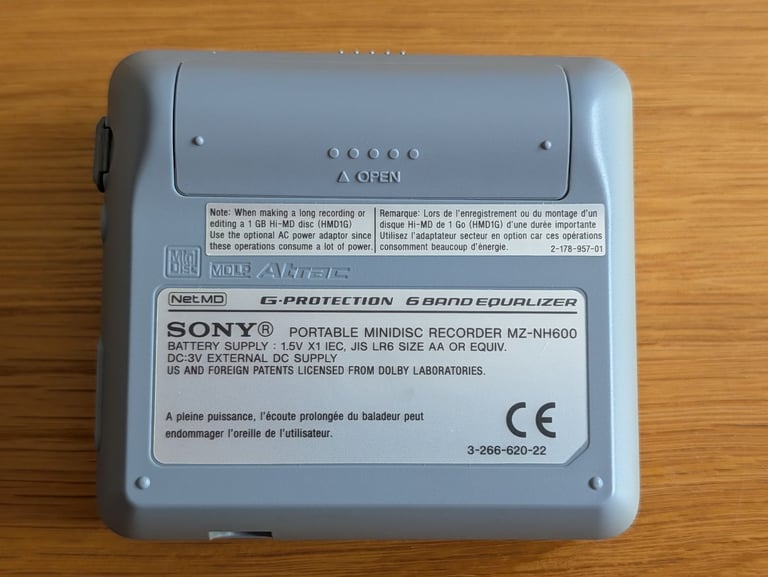 △ OPEN
Note: When making a long recording or
editing a 1 GB Hi-MD disc (HMD1G)
Use the optional AC power adaptor since
these operations consume a lot of power.
Remarque: Lors de l'enregistrement ou du montage d'un
disque Hi-MD de 1 Go (HMD1G) d'une durée importante
Utilisez l'adaptateur secteur en option car ces opérations
consomment beaucoup d'énergie. 2-178-957-01
Mini
Disc
MDLP
Atrac
Net MD
G-PROTECTION 6 BAND EQUALIZER
SONY® PORTABLE MINIDISC RECORDER MZ-NH600
BATTERY SUPPLY : 1.5V X1 IEC, JIS LR6 SIZE AA OR EQUIV.
DC:3V EXTERNAL DC SUPPLY
US AND FOREIGN PATENTS LICENSED FROM DOLBY LABORATORIES.
A pleine puissance, l'écoute prolongée du baladeur peut
endommager l'oreille de l'utilisateur.
CE
3-266-620-22